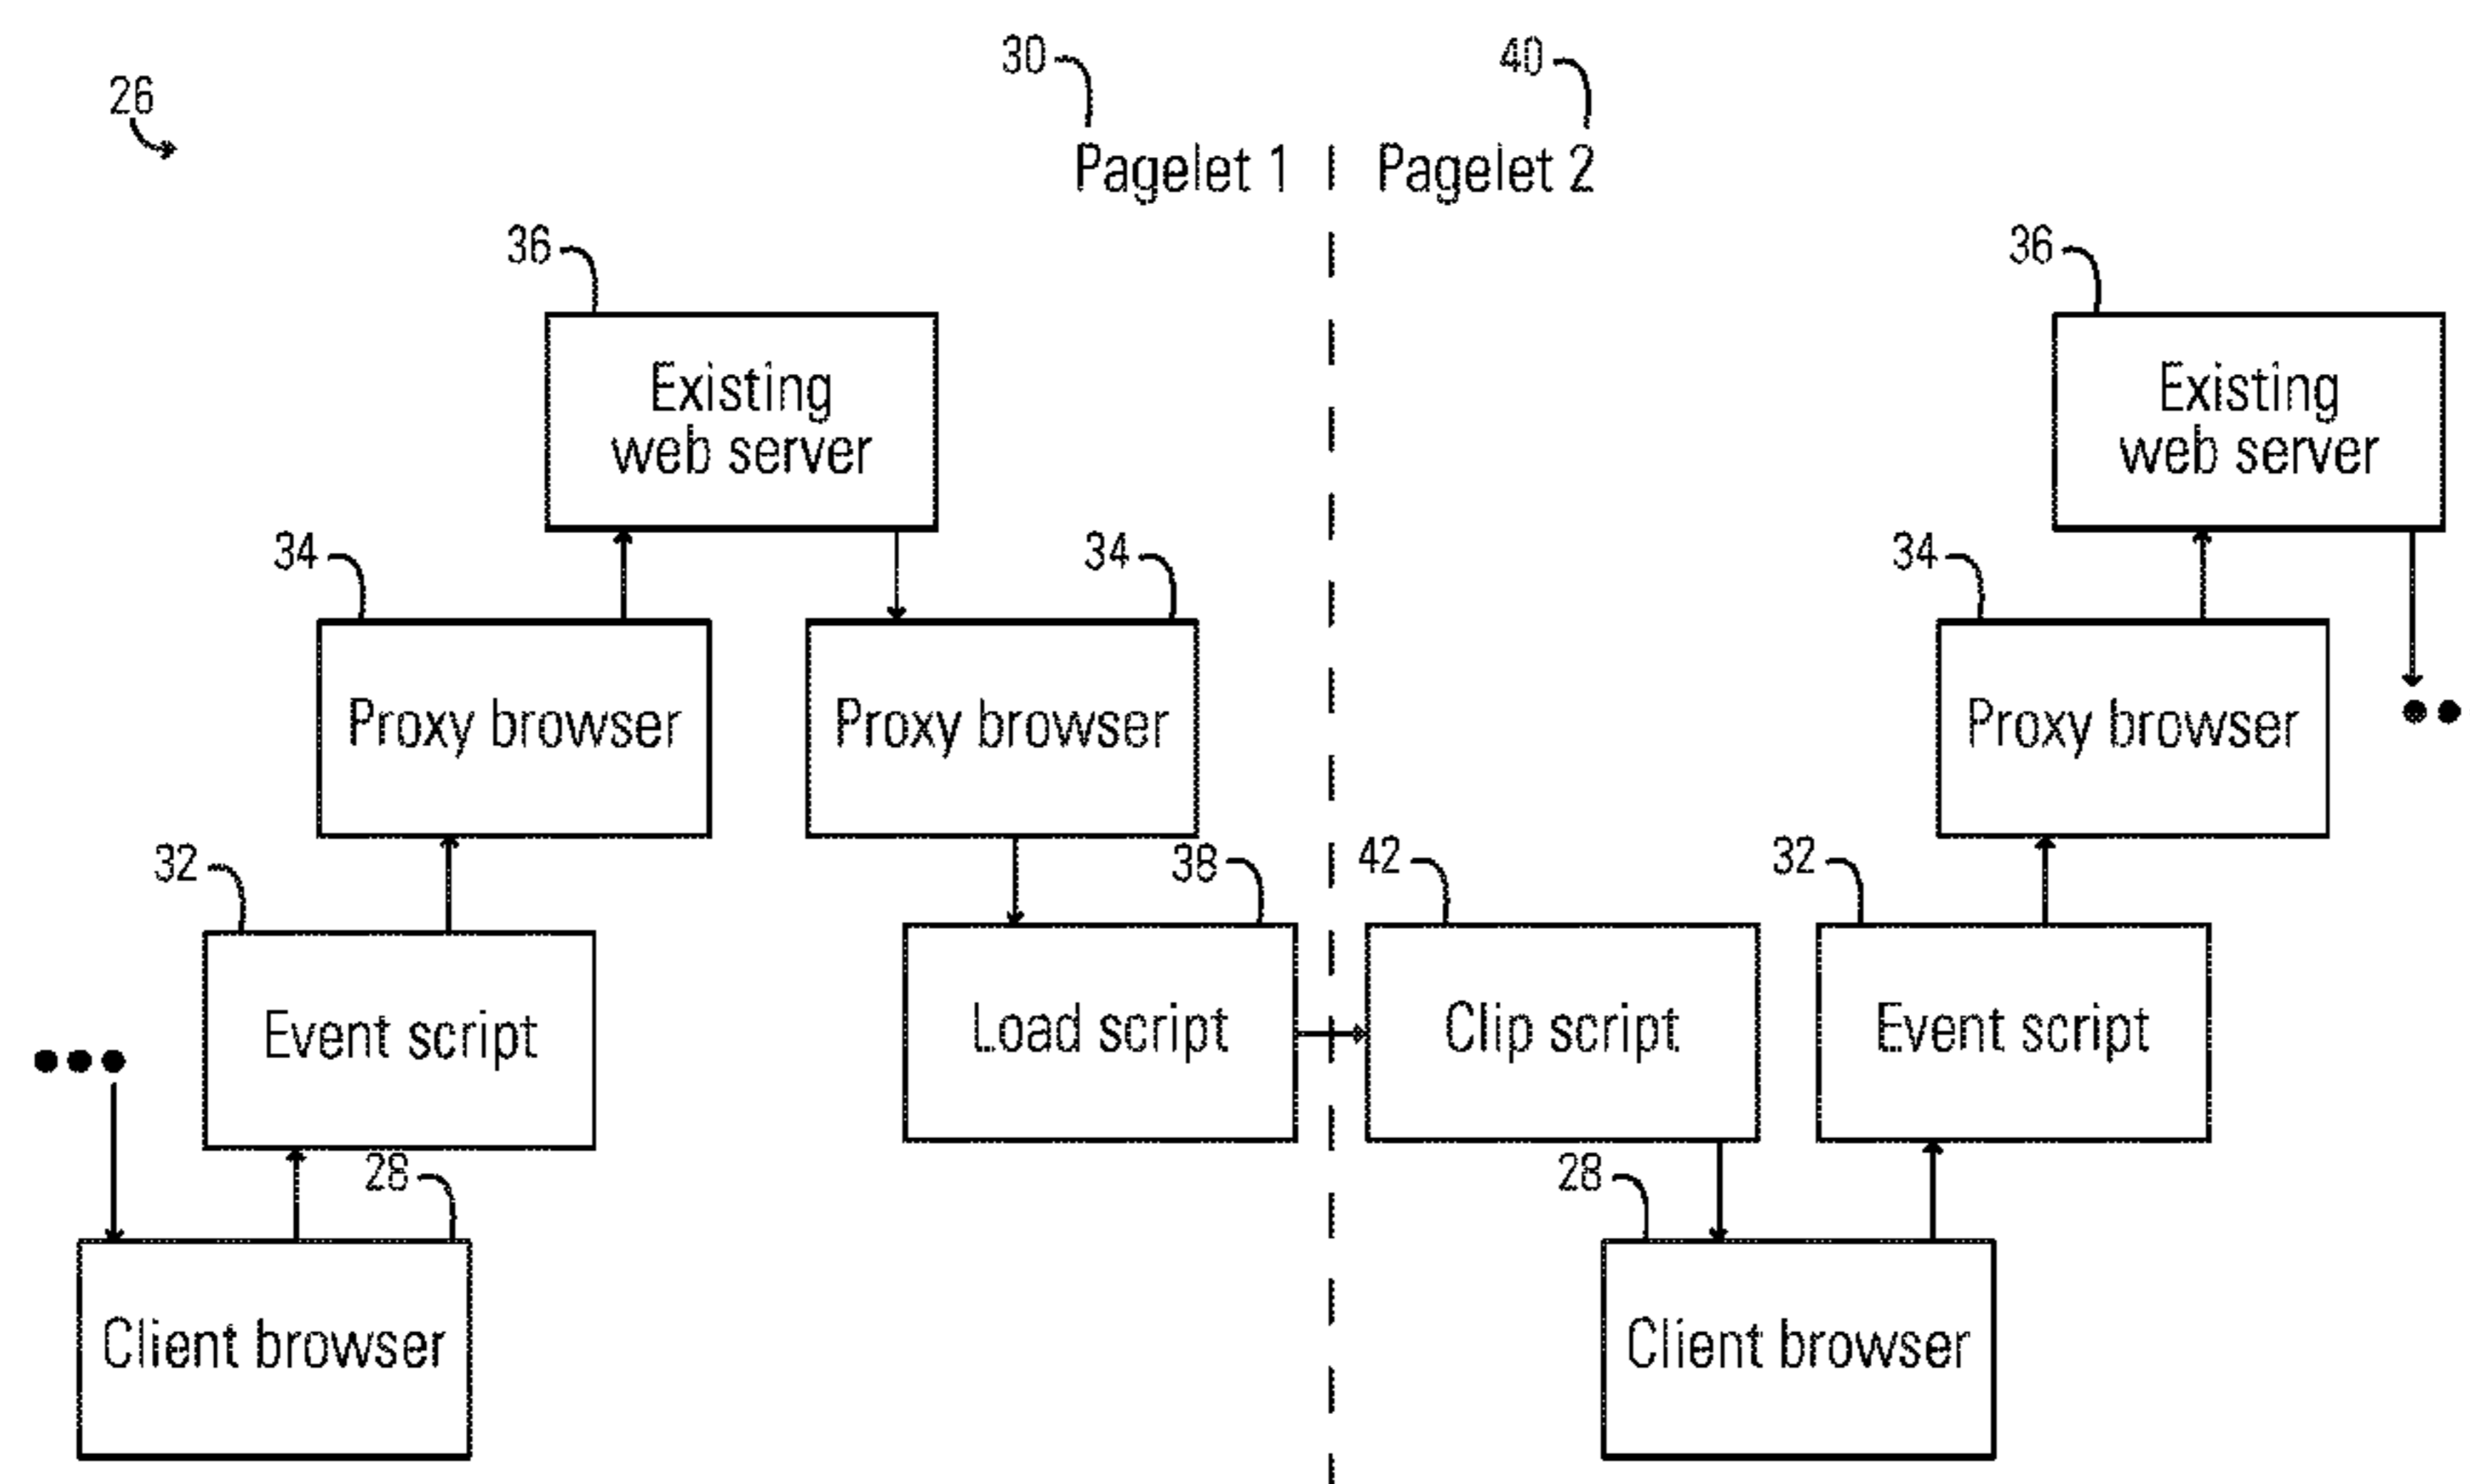 26
30
40
Pagelet 1
Pagelet 2
36
36
Existing
web server
Existing
web server
34
34
34
Proxy browser
Proxy browser
Proxy browser
32
38
42
32
Event script
Load script
Clip script
Event script
28
28
Client browser
Client browser